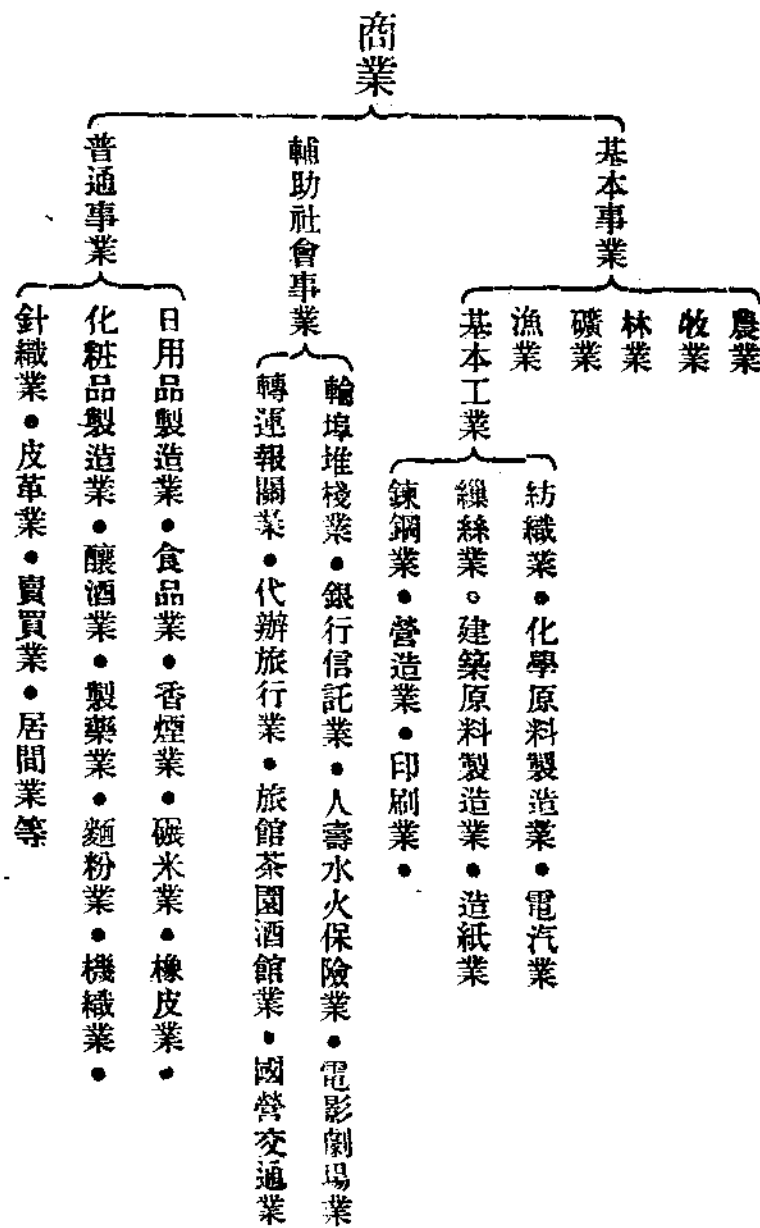 商業
基本事業
農業
牧業
林業
礦業
漁業
基本工業
紡織業•化學原料製造業•電汽業
繅絲業。建築原料製造業•造紙業
鍊鋼業•營造業•印刷業•
輔助社會事業
輪埠堆棧業•銀行信託業•人壽水火保險業•電影劇場業
轉運報關業•代辦旅行業•旅館茶園酒館業•國營交通業
普通事業
日用品製造業•食品業•香煙業•碾米業•橡皮業•
化粧品製造業•釀酒業•製藥業•麵粉業•機織業•
針織業•皮革業•賣買業•居間業等